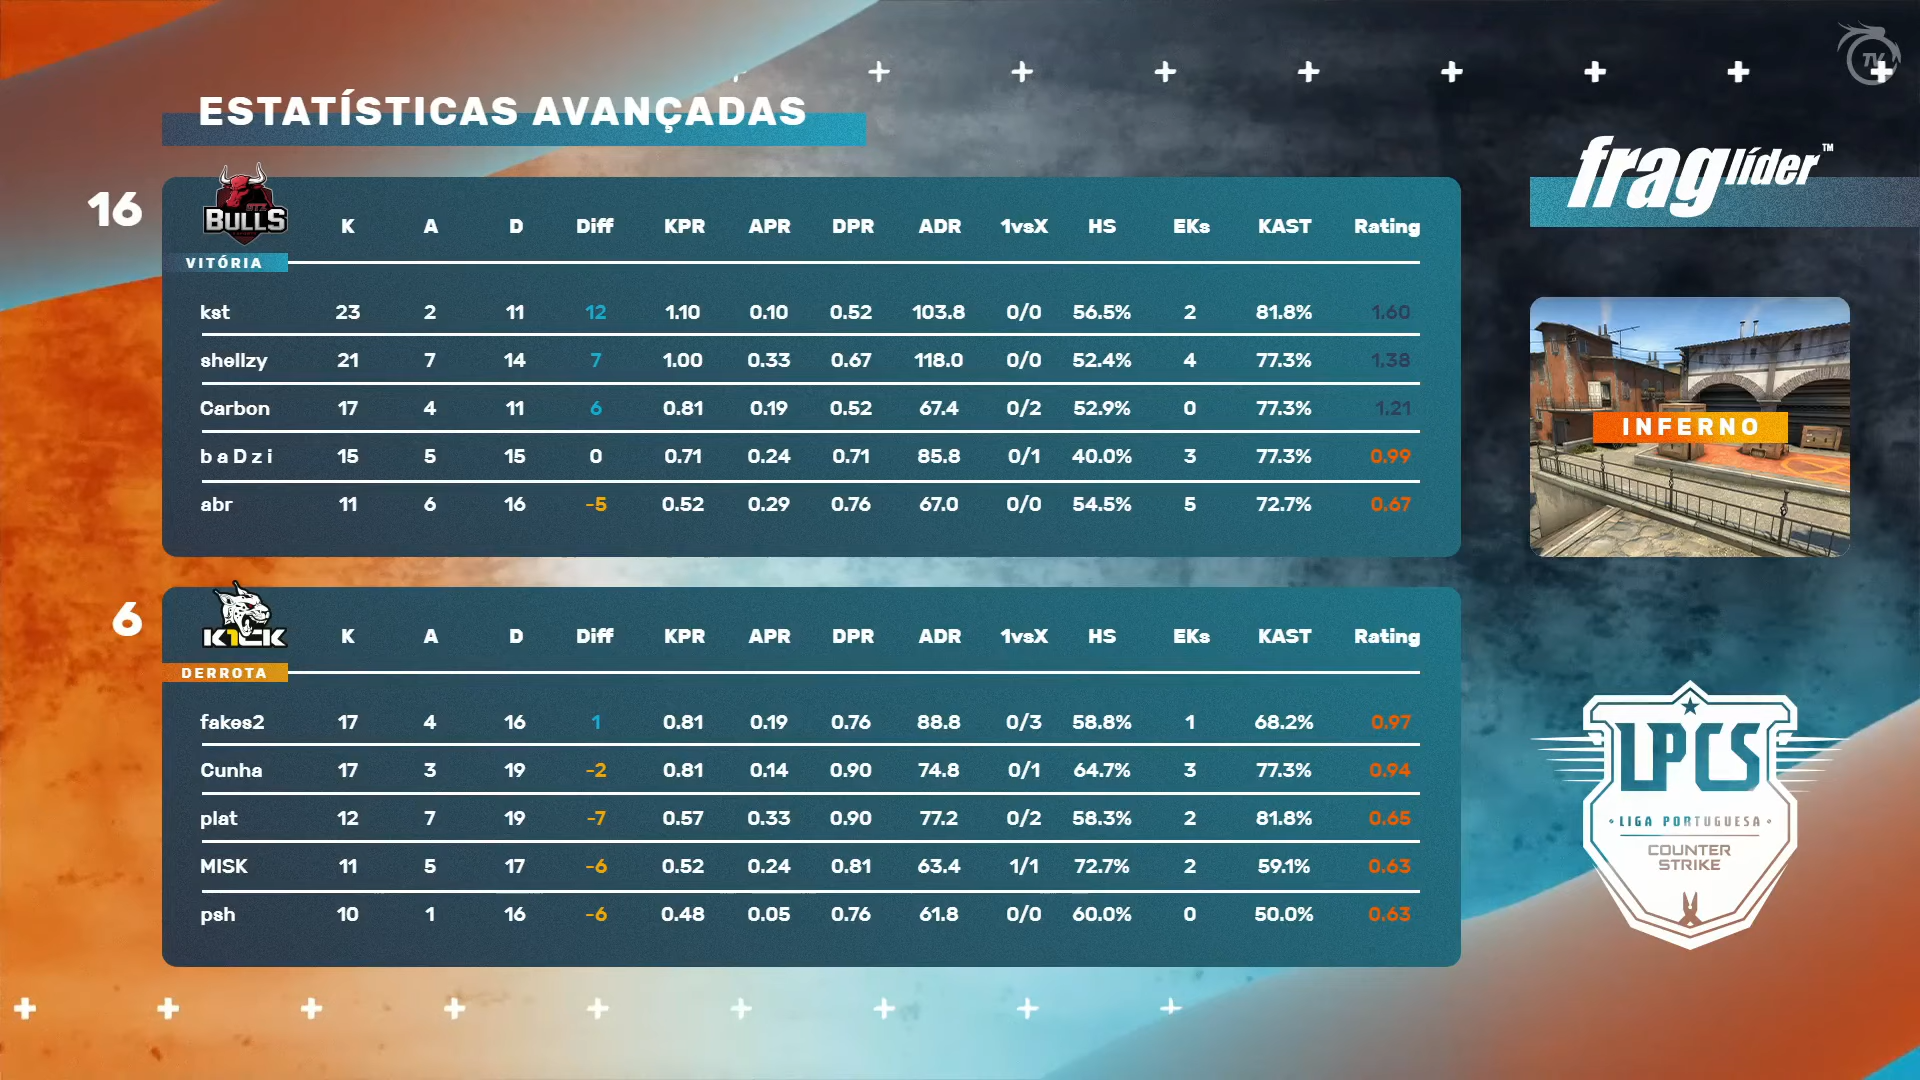 TV
ESTATÍSTICAS AVANÇADAS
fraglíder™
16
BULLS
K A D Diff KPR APR DPR ADR 1vsX HS EKs KAST Rating
VITÓRIA
kst 23 2 11 12 1.10 0.10 0.52 103.8 0/0 56.5% 2 81.8% 1.60
shellzy 21 7 14 7 1.00 0.33 0.67 118.0 0/0 52.4% 4 77.3% 1.38
Carbon 17 4 11 6 0.81 0.19 0.52 67.4 0/2 52.9% 0 77.3% 1.21
b a D z i 15 5 15 0 0.71 0.24 0.71 85.8 0/1 40.0% 3 77.3% 0.99
abr 11 6 16 -5 0.52 0.29 0.76 67.0 0/0 54.5% 5 72.7% 0.67
INFERNO
6
K1CK
K A D Diff KPR APR DPR ADR 1vsX HS EKs KAST Rating
DERROTA
fakes2 17 4 16 1 0.81 0.19 0.76 88.8 0/3 58.8% 1 68.2% 0.97
Cunha 17 3 19 -2 0.81 0.14 0.90 74.8 0/1 64.7% 3 77.3% 0.94
plat 12 7 19 -7 0.57 0.33 0.90 77.2 0/2 58.3% 2 81.8% 0.65
MISK 11 5 17 -6 0.52 0.24 0.81 63.4 1/1 72.7% 2 59.1% 0.63
psh 10 1 16 -6 0.48 0.05 0.76 61.8 0/0 60.0% 0 50.0% 0.63
LPCS
LIGA PORTUGUESA
COUNTER
STRIKE